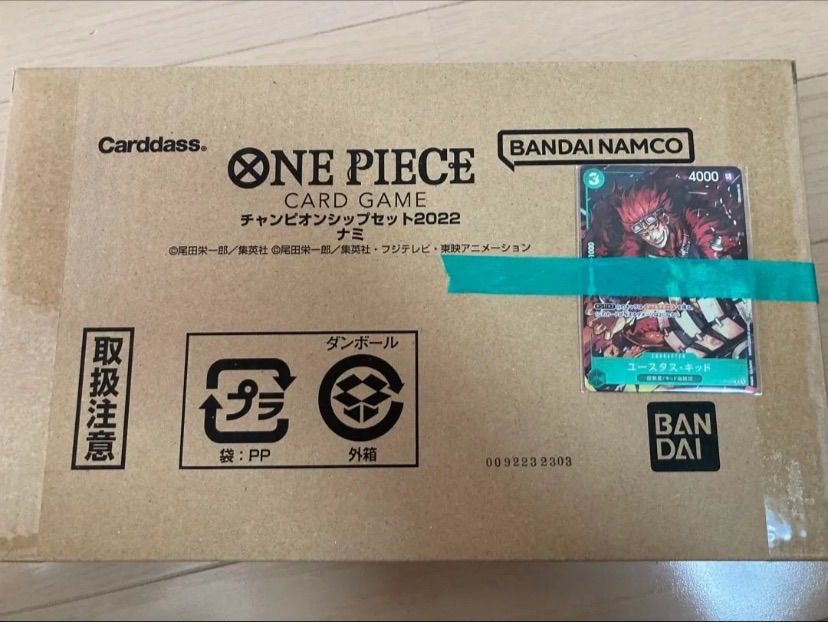 Carddass®
ONE PIECE
CARD GAME
BANDAI NAMCO
チャンピオンシップセット2022
ナミ
©尾田栄一郎／集英社 ©尾田栄一郎／集英社・フジテレビ・東映アニメーション
3
4000
CHARACTER
ユースタス・キッド
取扱注意
プラ
袋：PP
ダンボール
外箱
0092232303
BAN
DAI